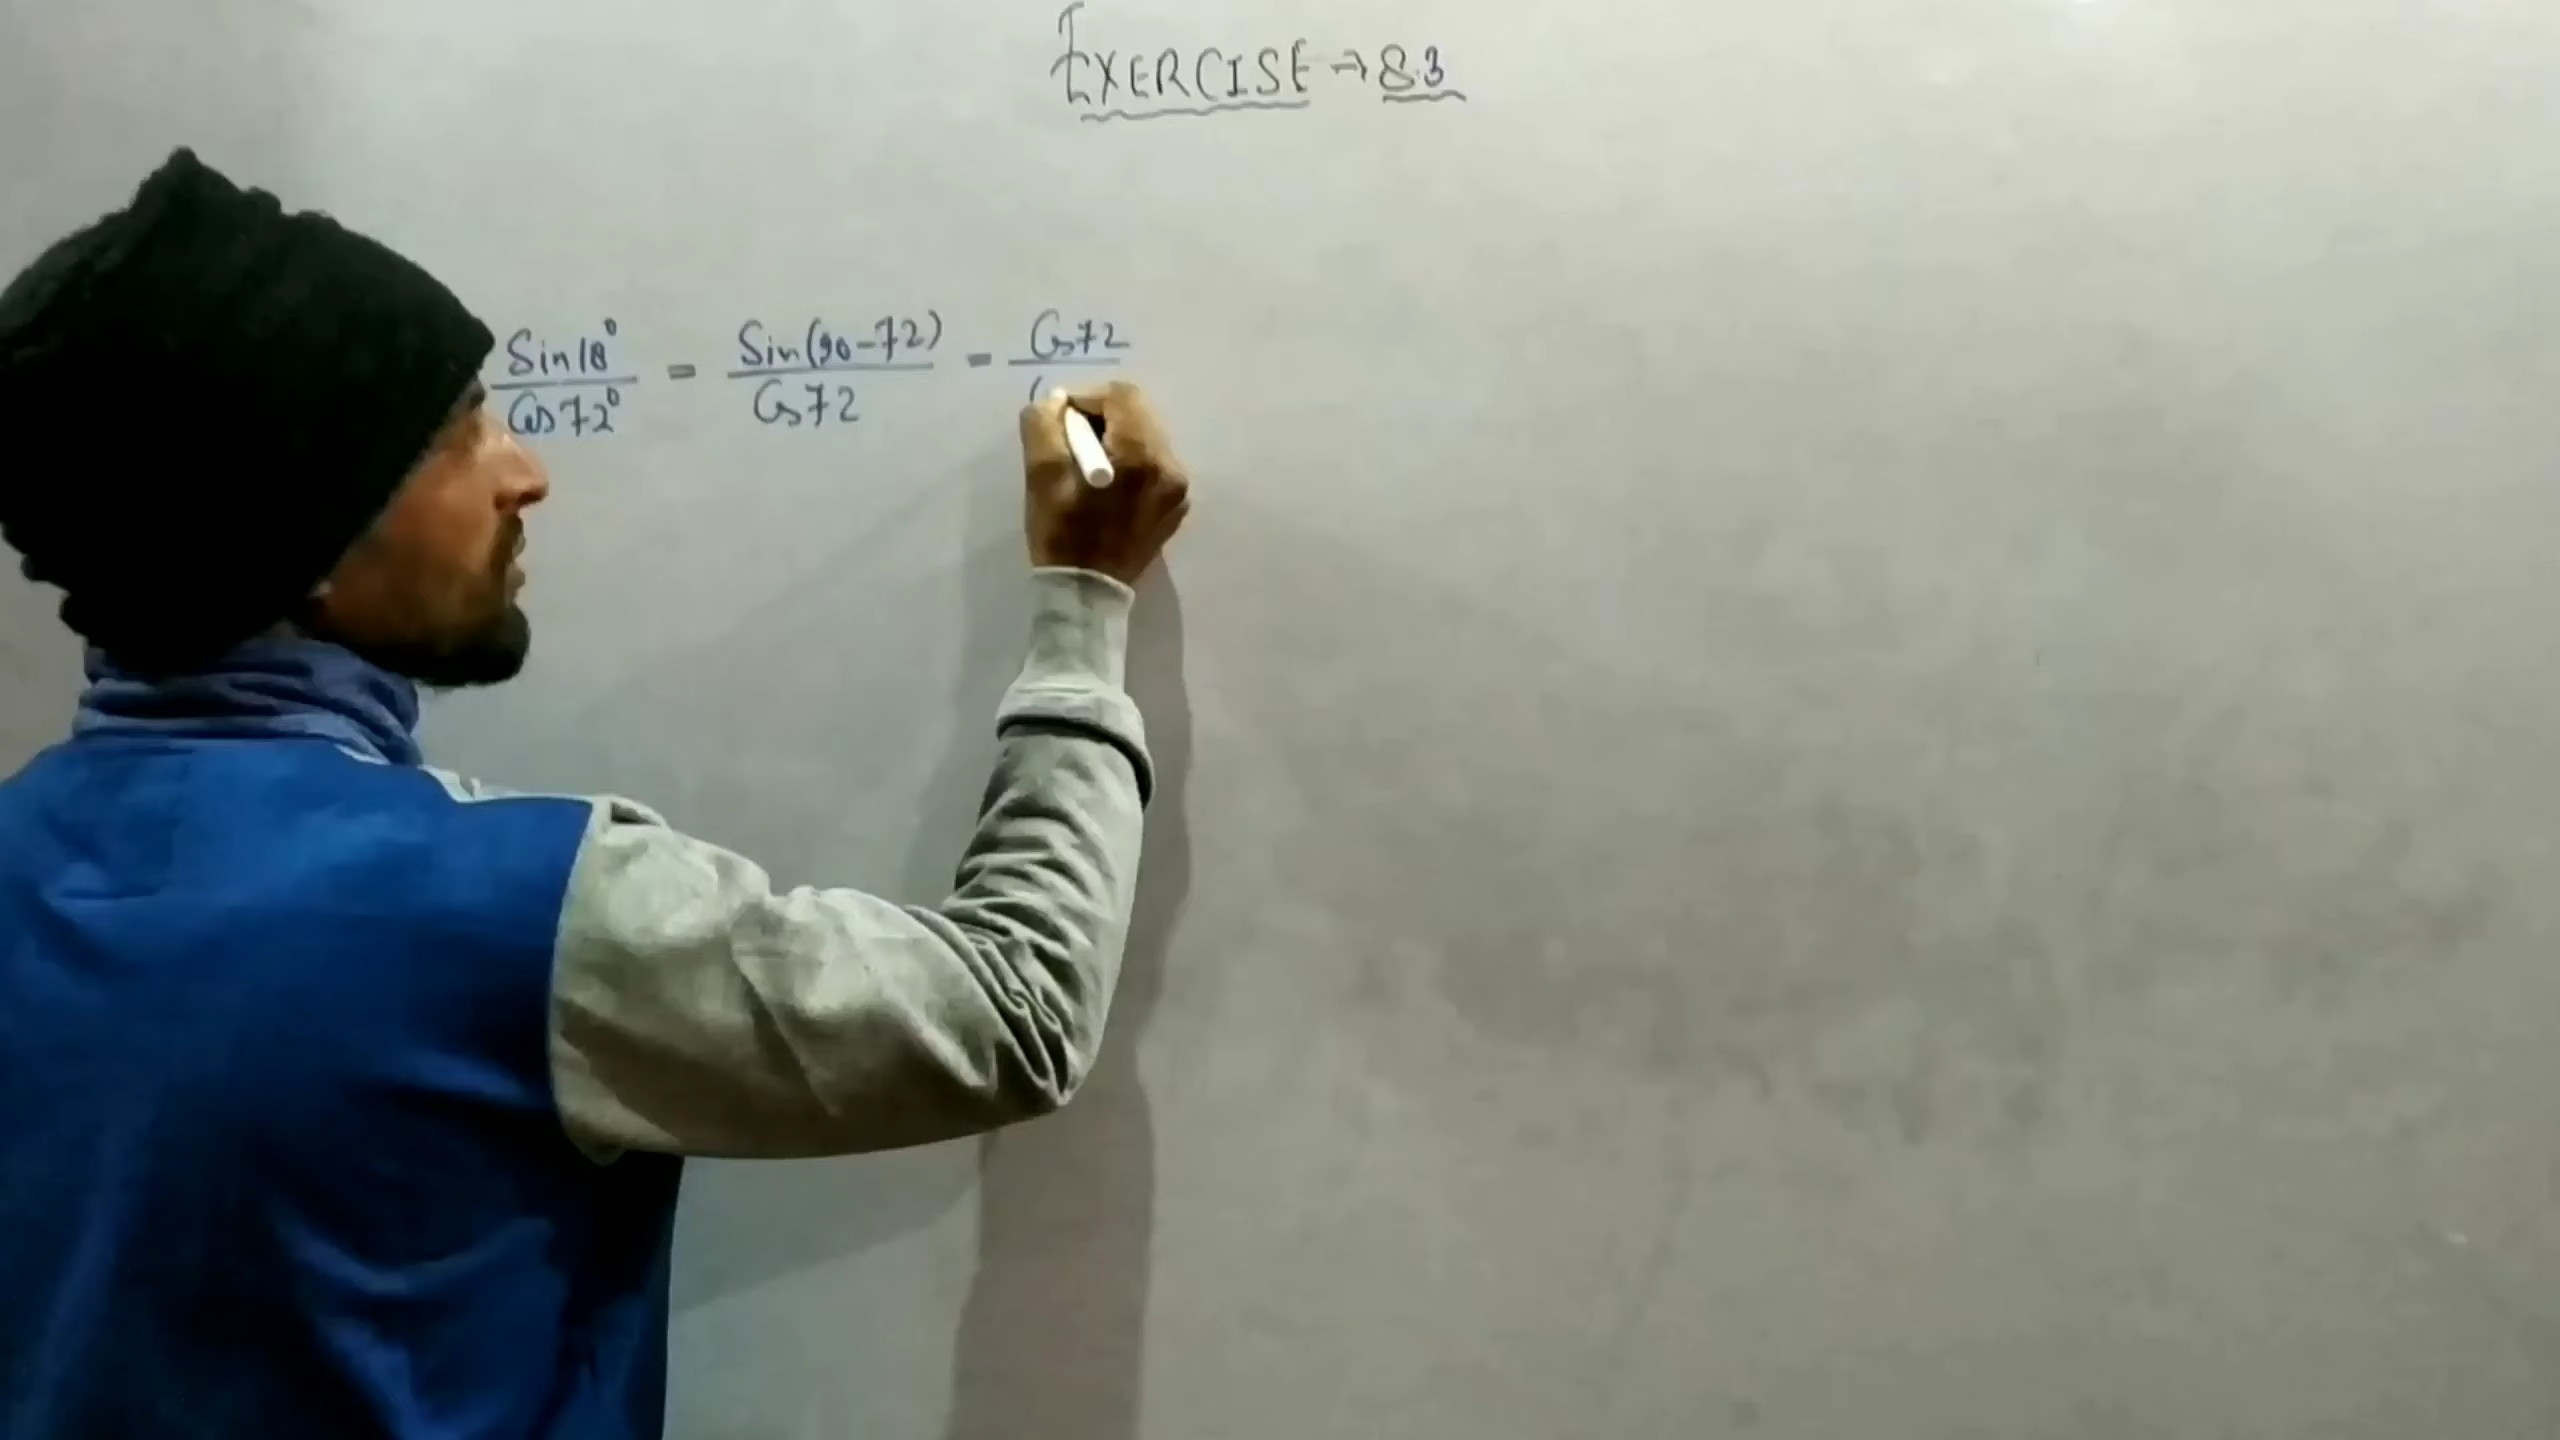 EXERCISE → 8.3
Sin18° / Cos72° = Sin(90-72) / Cos72 = Cos72 / C